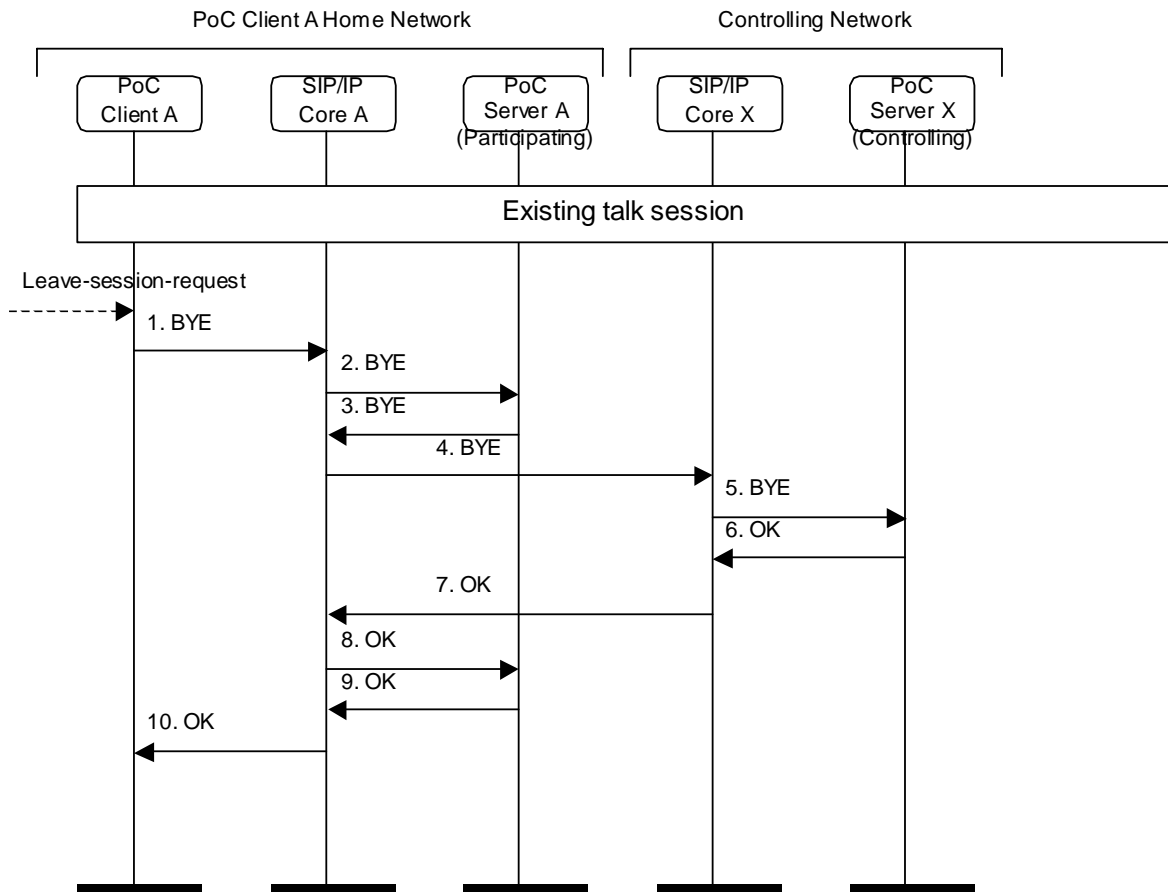 PoC Client A Home Network
Controlling Network
PoC
Client A
SIP/IP
Core A
PoC
Server A
(Participating)
SIP/IP
Core X
PoC
Server X
(Controlling)
Existing talk session
Leave-session-request
1. BYE
2. BYE
3. BYE
4. BYE
5. BYE
6. OK
7. OK
8. OK
9. OK
10. OK